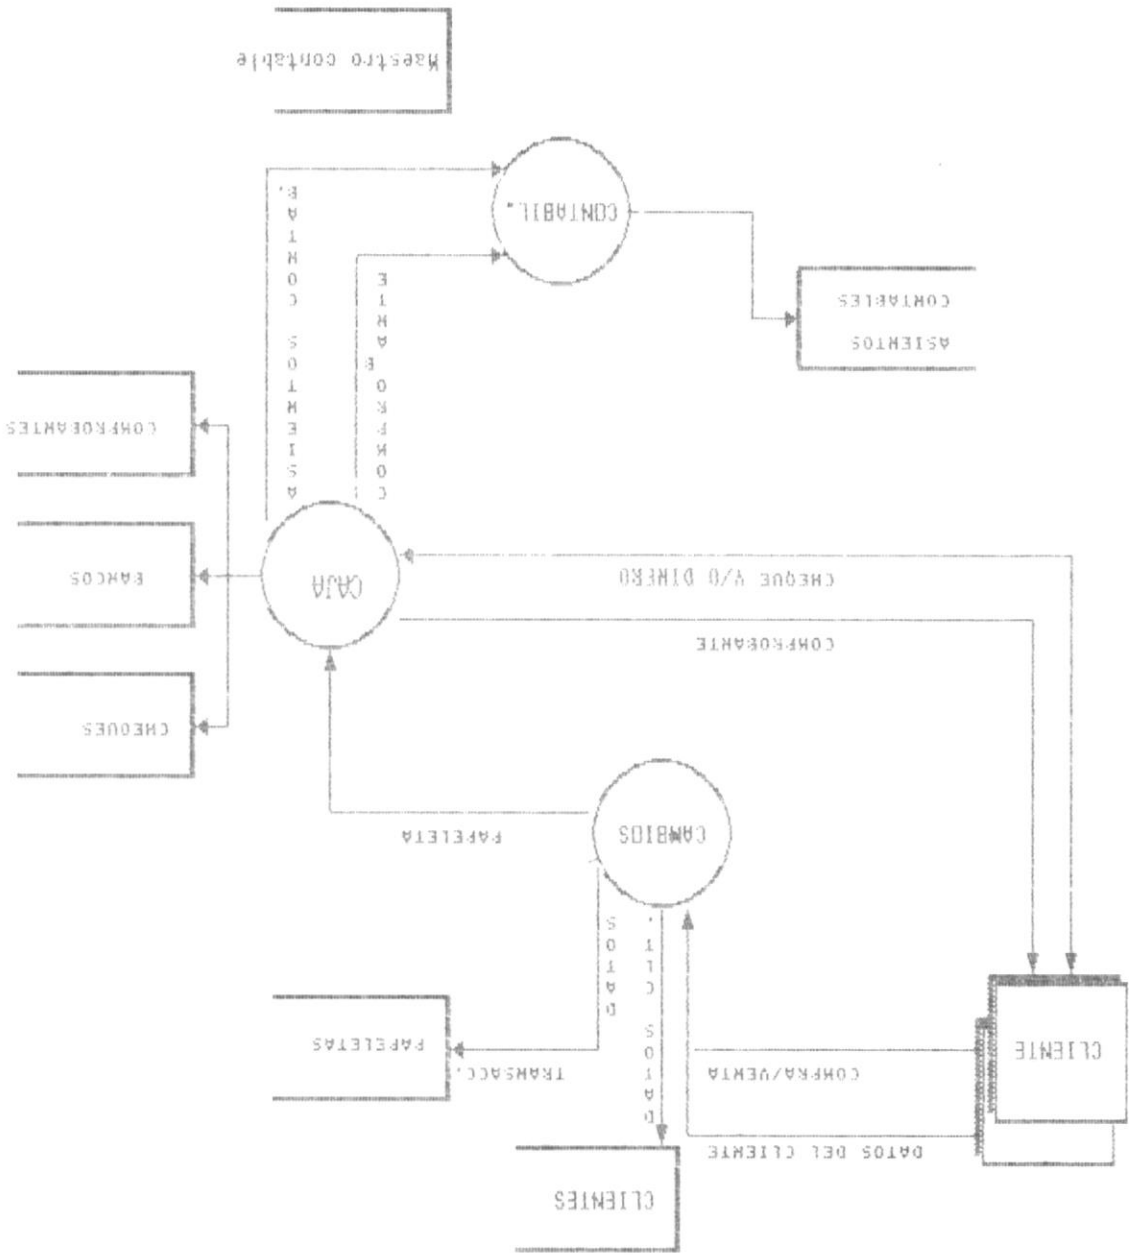 CLIENTES
DATOS DEL CLIENTE
COMPRA/VENTA
TRANSACC.
CLIENTE
PAPELETAS
DATOS CLT.
DATOS
CAMBIOS
PAPELETA
CHEQUES
COMPROBANTE
CHEQUE Y/O DINERO
CAJA
BANCOS
COMPROBANTES
COMPROBANTE
ASIENTOS CONTAB.
ASIENTOS
CONTABLES
CONTABIL.
Maestro contable